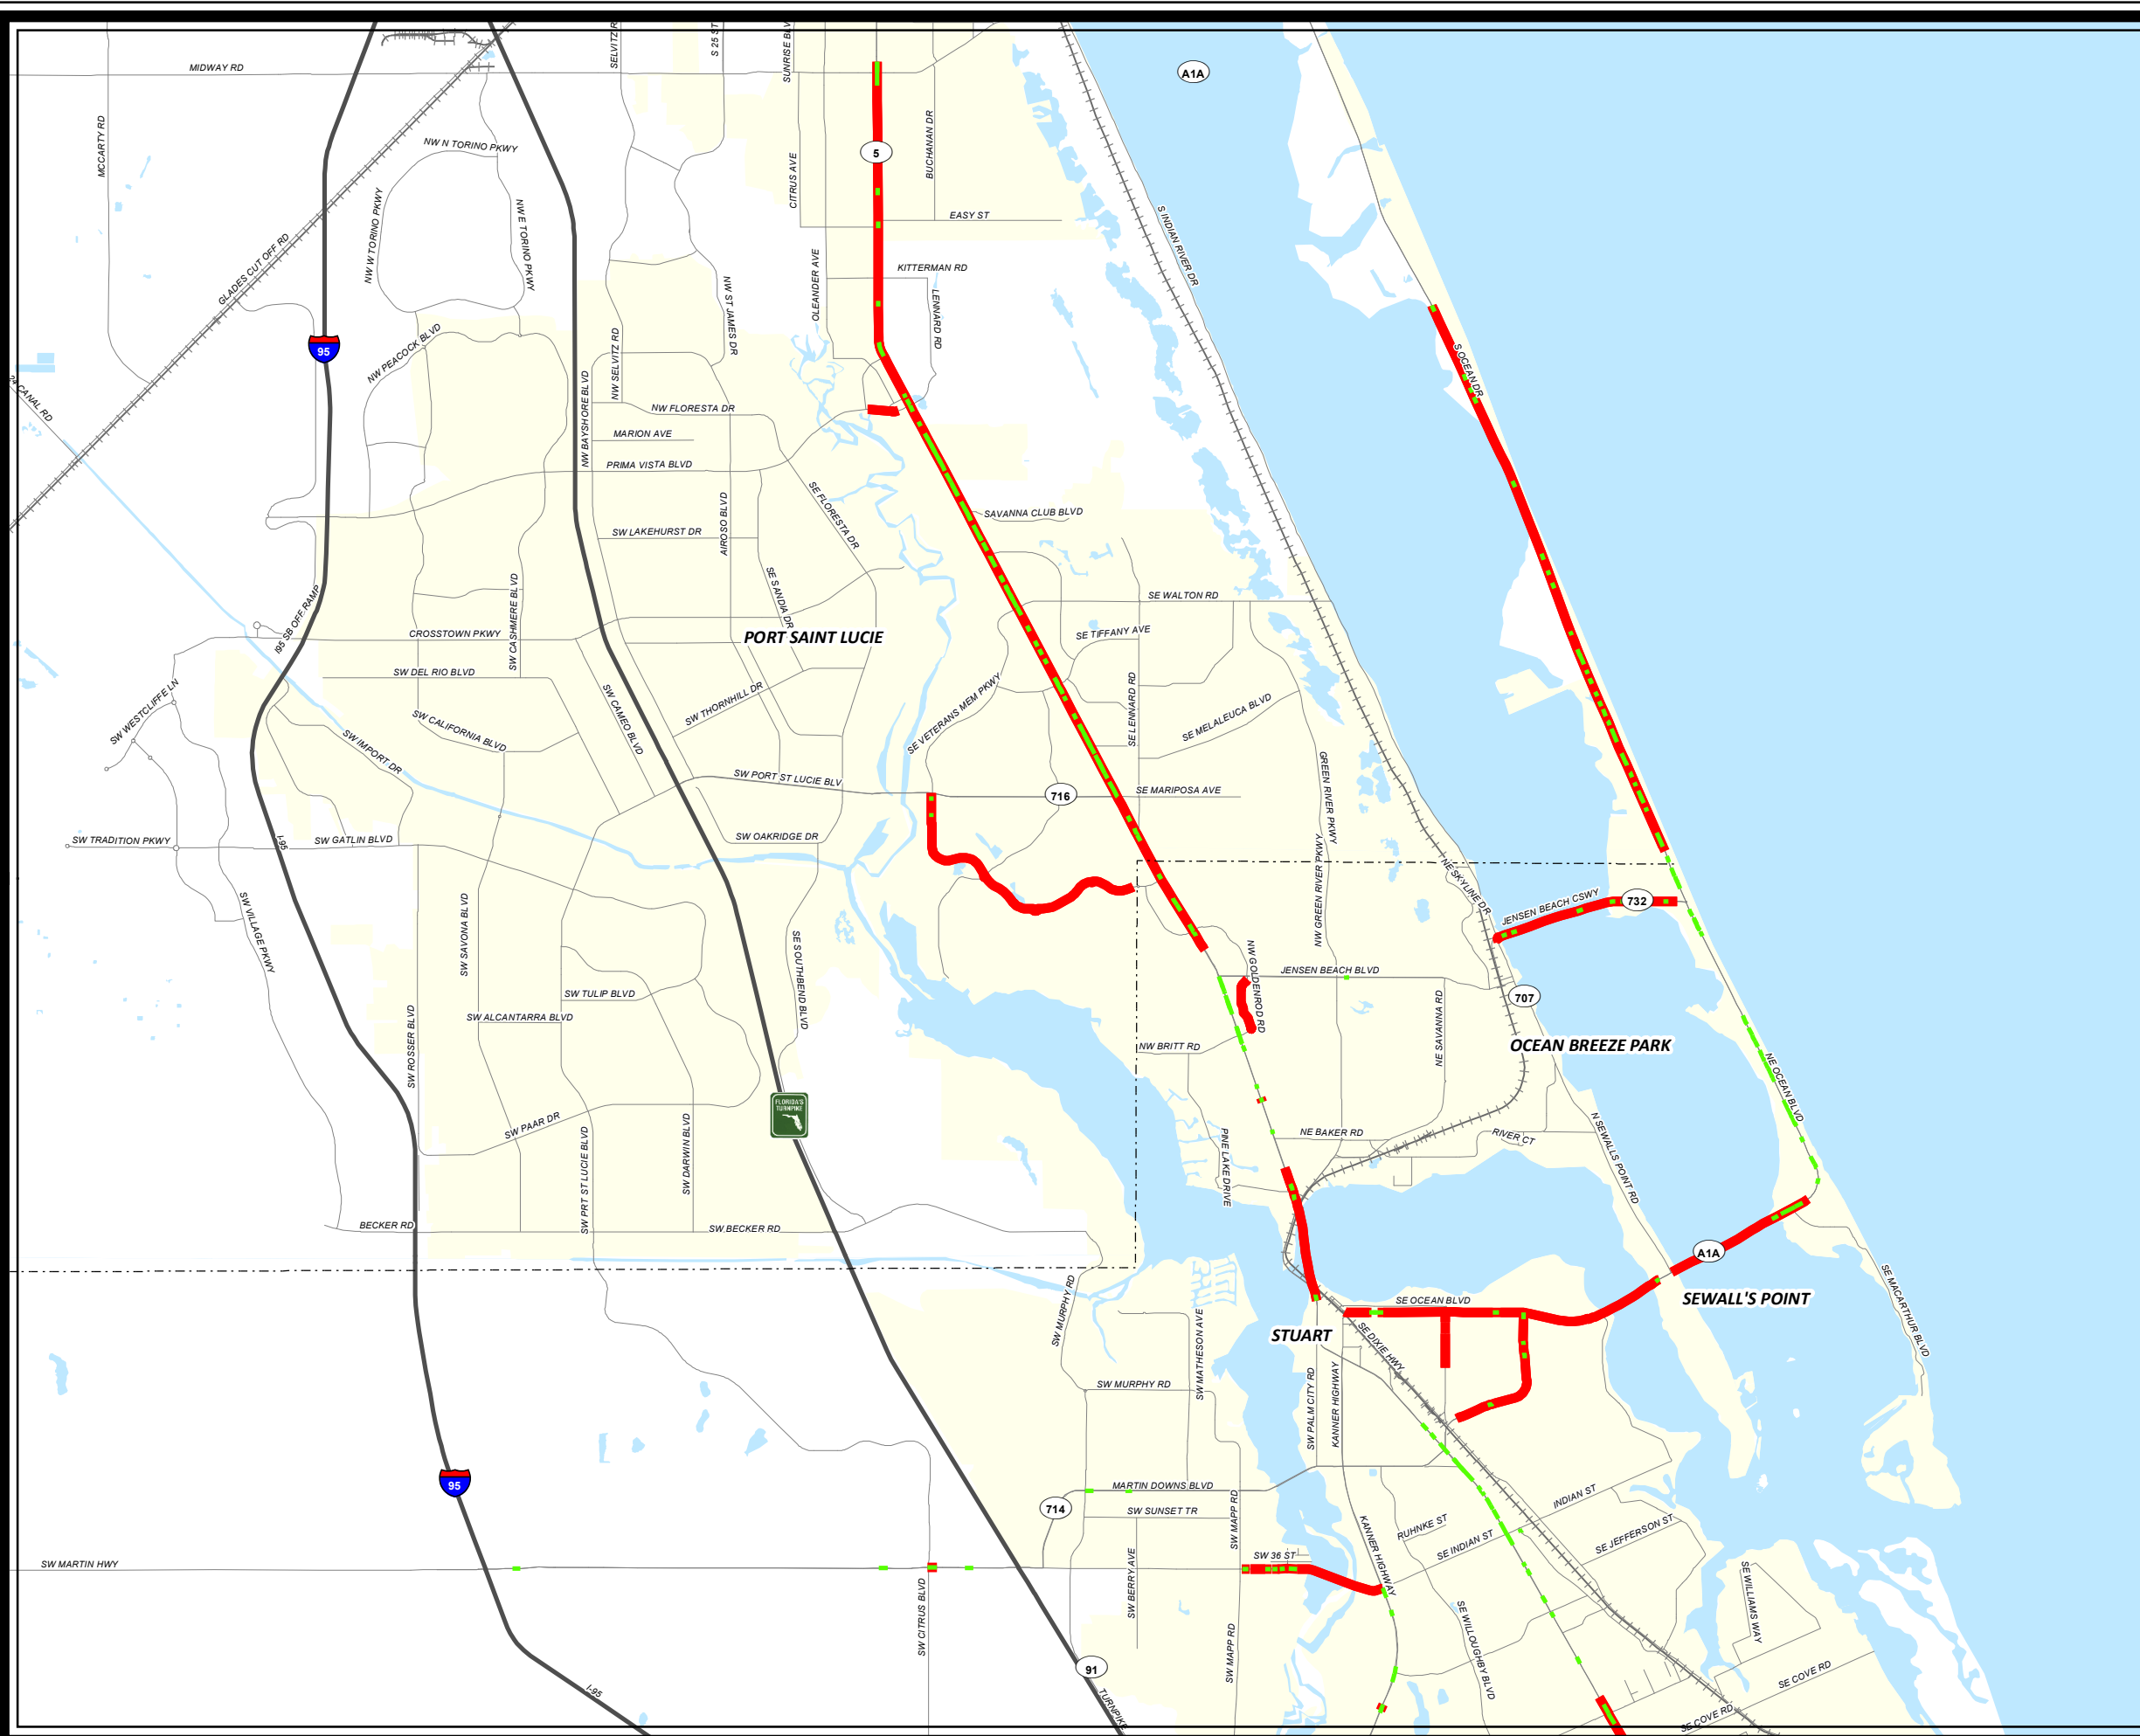 SELVITZ R
S 25 ST
SUNRISE BLV
A1A
MIDWAY RD
MCCARTY RD
NW N TORINO PKWY
5
BUCHANAN DR
CITRUS AVE
NW W TORINO PKWY
NW E TORINO PKWY
EASY ST
S INDIAN RIVER DR
GLADES CUT OFF RD
OLEANDER AVE
KITTERMAN RD
LENNARD RD
NW ST JAMES DR
95
NW PEACOCK BLVD
NW SELVITZ RD
S OCEAN DR
24 CANAL RD
NW BAYSHORE BLVD
NW FLORESTA DR
MARION AVE
PRIMA VISTA BLVD
SE FLORESTA DR
SAVANNA CLUB BLVD
AIROSO BLVD
SW LAKEHURST DR
SE SANDIA DR
SW CASHMERE BLVD
I95 SB OFF RAMP
SE WALTON RD
CROSSTOWN PKWY
PORT SAINT LUCIE
SE TIFFANY AVE
SW DEL RIO BLVD
SW WESTCLIFFE LN
SW THORNHILL DR
SW CAMEO BLVD
SE VETERANS MEM PKWY
SE LENNARD RD
SE MELALEUCA BLVD
SW CALIFORNIA BLVD
SW IMPORT DR
GREEN RIVER PKWY
SW PORT ST LUCIE BLV
716
SE MARIPOSA AVE
SW OAKRIDGE DR
SW TRADITION PKWY
I-95
SW GATLIN BLVD
NW GREEN RIVER PKWY
NE SKYLINE DR
JENSEN BEACH CSWY
732
SW VILLAGE PKWY
SW SAVONA BLVD
SE SOUTHBEND BLVD
NW GOLDENROD RD
JENSEN BEACH BLVD
SW TULIP BLVD
707
SW ALCANTARRA BLVD
NE SAVANNA RD
SW ROSSER BLVD
NW BRITT RD
OCEAN BREEZE PARK
NE OCEAN BLVD
FLORIDA'S
TURNPIKE
SW PAAR DR
SW PRT ST LUCIE BLVD
SW DARWIN BLVD
PINE LAKE DRIVE
NE BAKER RD
RIVER CT
N SEWALLS POINT RD
BECKER RD
SW BECKER RD
A1A
SW MURPHY RD
SE OCEAN BLVD
SEWALL'S POINT
SE MACARTHUR BLVD
STUART
SE DIXIE HWY
SW MATHESON AVE
SW MURPHY RD
SW PALM CITY RD
KANNER HIGHWAY
95
MARTIN DOWNS BLVD
714
SW SUNSET TR
SW MAPP RD
INDIAN ST
RUHNKE ST
KANNER HIGHWAY
SE INDIAN ST
SE JEFFERSON ST
SW MARTIN HWY
SW 36 ST
SW BERRY AVE
SW CITRUS BLVD
SE WILLIAMS WAY
SE WILLOUGHBY BLVD
SW MAPP RD
91
I-95
TURNPIKE
SE COVE RD
SE COVE RD